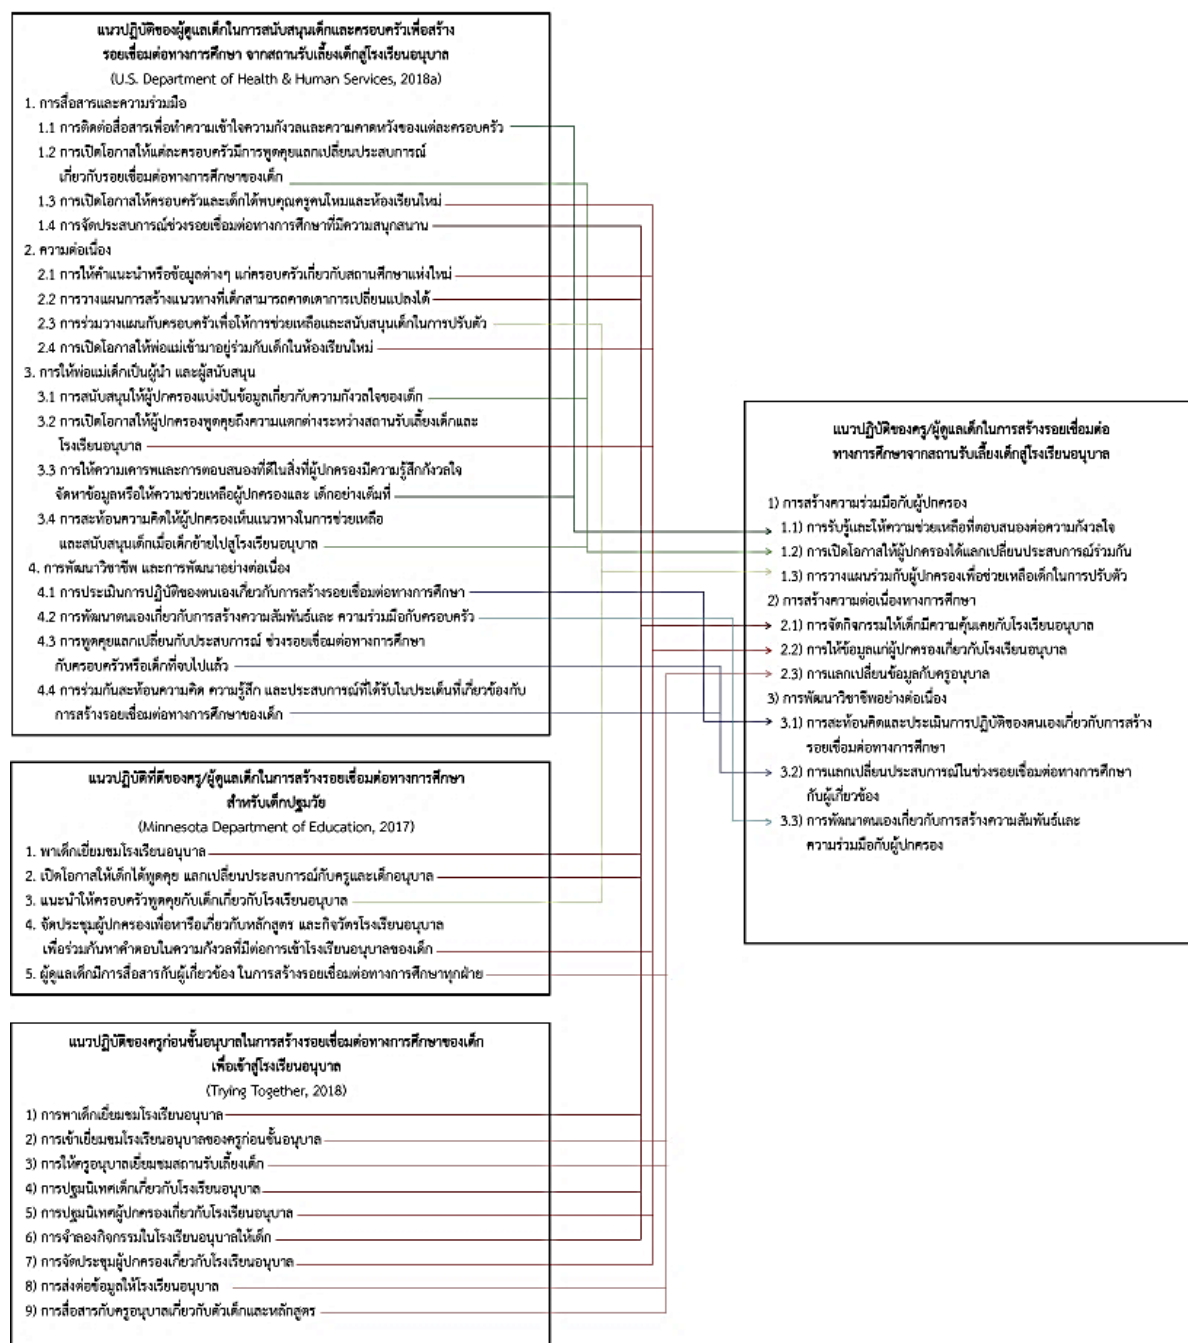 แนวปฏิบัติของผู้ดูแลเด็กในการสนับสนุนเด็กและครอบครัวเพื่อสร้าง
รอยเชื่อมต่อทางการศึกษา จากสถานรับเลี้ยงเด็กสู่โรงเรียนอนุบาล
(U.S. Department of Health & Human Services, 2018a)
1. การสื่อสารและความร่วมมือ
1.1 การติดต่อสื่อสารเพื่อทำความเข้าใจความกังวลและความคาดหวังของแต่ละครอบครัว
1.2 การเปิดโอกาสให้แต่ละครอบครัวมีการพูดคุยแลกเปลี่ยนประสบการณ์
เกี่ยวกับรอยเชื่อมต่อทางการศึกษาของเด็ก
1.3 การเปิดโอกาสให้ครอบครัวและเด็กได้พบคุณครูคนใหม่และห้องเรียนใหม่
1.4 การจัดประสบการณ์ช่วงรอยเชื่อมต่อทางการศึกษาที่มีความสนุกสนาน
2. ความต่อเนื่อง
2.1 การให้คำแนะนำหรือข้อมูลต่างๆ แก่ครอบครัวเกี่ยวกับสถานศึกษาแห่งใหม่
2.2 การวางแผนการสร้างแนวทางที่เด็กสามารถคาดเดาการเปลี่ยนแปลงได้
2.3 การร่วมวางแผนกับครอบครัวเพื่อให้การช่วยเหลือและสนับสนุนเด็กในการปรับตัว
2.4 การเปิดโอกาสให้พ่อแม่เข้ามาอยู่ร่วมกับเด็กในห้องเรียนใหม่
3. การให้พ่อแม่เด็กเป็นผู้นำ และผู้สนับสนุน
3.1 การสนับสนุนให้ผู้ปกครองแบ่งปันข้อมูลเกี่ยวกับความกังวลใจของเด็ก
3.2 การเปิดโอกาสให้ผู้ปกครองพูดคุยถึงความแตกต่างระหว่างสถานรับเลี้ยงเด็กและ
โรงเรียนอนุบาล
3.3 การให้ความเคารพและการตอบสนองที่ดีในสิ่งที่ผู้ปกครองมีความรู้สึกกังวลใจ
จัดหาข้อมูลหรือให้ความช่วยเหลือผู้ปกครองและ เด็กอย่างเต็มที่
3.4 การสะท้อนความคิดให้ผู้ปกครองเห็นแนวทางในการช่วยเหลือ
และสนับสนุนเด็กเมื่อเด็กย้ายไปสู่โรงเรียนอนุบาล
4. การพัฒนาวิชาชีพ และการพัฒนาอย่างต่อเนื่อง
4.1 การประเมินการปฏิบัติของตนเองเกี่ยวกับการสร้างรอยเชื่อมต่อทางการศึกษา
4.2 การพัฒนาตนเองเกี่ยวกับการสร้างความสัมพันธ์และ ความร่วมมือกับครอบครัว
4.3 การพูดคุยแลกเปลี่ยนกับประสบการณ์ ช่วงรอยเชื่อมต่อทางการศึกษา
กับครอบครัวหรือเด็กที่จบไปแล้ว
4.4 การร่วมกันสะท้อนความคิด ความรู้สึก และประสบการณ์ที่ได้รับในประเด็นที่เกี่ยวข้องกับ
การสร้างรอยเชื่อมต่อทางการศึกษาของเด็ก
แนวปฏิบัติที่ดีของครู/ผู้ดูแลเด็กในการสร้างรอยเชื่อมต่อทางการศึกษา
สำหรับเด็กปฐมวัย
(Minnesota Department of Education, 2017)
1. พาเด็กเยี่ยมชมโรงเรียนอนุบาล
2. เปิดโอกาสให้เด็กได้พูดคุย แลกเปลี่ยนประสบการณ์กับครูและเด็กอนุบาล
3. แนะนำให้ครอบครัวพูดคุยกับเด็กเกี่ยวกับโรงเรียนอนุบาล
4. จัดประชุมผู้ปกครองเพื่อหารือเกี่ยวกับหลักสูตร และกิจวัตรโรงเรียนอนุบาล
เพื่อร่วมกันหาคำตอบในความกังวลที่มีต่อการเข้าโรงเรียนอนุบาลของเด็ก
5. ผู้ดูแลเด็กมีการสื่อสารกับผู้เกี่ยวข้อง ในการสร้างรอยเชื่อมต่อทางการศึกษาทุกฝ่าย
แนวปฏิบัติของครูก่อนชั้นอนุบาลในการสร้างรอยเชื่อมต่อทางการศึกษาของเด็ก
เพื่อเข้าสู่โรงเรียนอนุบาล
(Trying Together, 2018)
1) การพาเด็กเยี่ยมชมโรงเรียนอนุบาล
2) การเข้าเยี่ยมชมโรงเรียนอนุบาลของครูก่อนชั้นอนุบาล
3) การให้ครูอนุบาลเยี่ยมชมสถานรับเลี้ยงเด็ก
4) การปฐมนิเทศเด็กเกี่ยวกับโรงเรียนอนุบาล
5) การปฐมนิเทศผู้ปกครองเกี่ยวกับโรงเรียนอนุบาล
6) การจำลองกิจกรรมในโรงเรียนอนุบาลให้เด็ก
7) การจัดประชุมผู้ปกครองเกี่ยวกับโรงเรียนอนุบาล
8) การส่งต่อข้อมูลให้โรงเรียนอนุบาล
9) การสื่อสารกับครูอนุบาลเกี่ยวกับตัวเด็กและหลักสูตร
แนวปฏิบัติของครู/ผู้ดูแลเด็กในการสร้างรอยเชื่อมต่อ
ทางการศึกษาจากสถานรับเลี้ยงเด็กสู่โรงเรียนอนุบาล
1) การสร้างความร่วมมือกับผู้ปกครอง
1.1) การรับรู้และให้ความช่วยเหลือที่ตอบสนองต่อความกังวลใจ
1.2) การเปิดโอกาสให้ผู้ปกครองได้แลกเปลี่ยนประสบการณ์ร่วมกัน
1.3) การวางแผนร่วมกับผู้ปกครองเพื่อช่วยเหลือเด็กในการปรับตัว
2) การสร้างความต่อเนื่องทางการศึกษา
2.1) การจัดกิจกรรมให้เด็กมีความคุ้นเคยกับโรงเรียนอนุบาล
2.2) การให้ข้อมูลแก่ผู้ปกครองเกี่ยวกับโรงเรียนอนุบาล
2.3) การแลกเปลี่ยนข้อมูลกับครูอนุบาล
3) การพัฒนาวิชาชีพอย่างต่อเนื่อง
3.1) การสะท้อนคิดและประเมินการปฏิบัติของตนเองเกี่ยวกับการสร้าง
รอยเชื่อมต่อทางการศึกษา
3.2) การแลกเปลี่ยนประสบการณ์ในช่วงรอยเชื่อมต่อทางการศึกษา
กับผู้เกี่ยวข้อง
3.3) การพัฒนาตนเองเกี่ยวกับการสร้างความสัมพันธ์และ
ความร่วมมือกับผู้ปกครอง